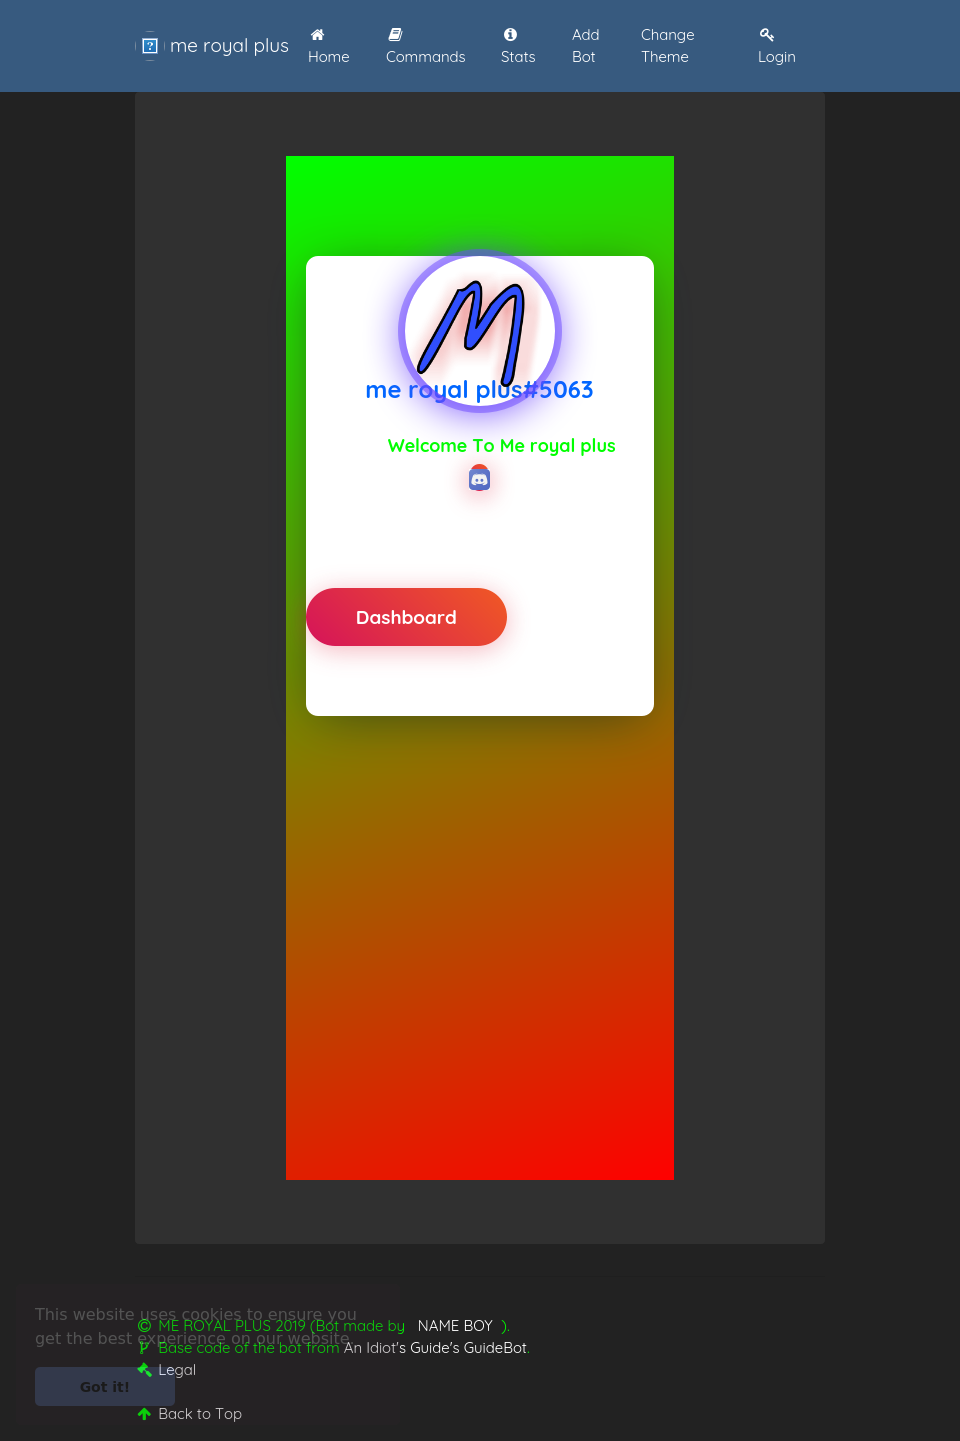 me royal plus
Home
Commands
Stats
Add
Bot
Change
Theme
Login
M
me royal plus#5063
Welcome To Me royal plus
Dashboard
This website uses cookies to ensure you
get the best experience on our website.
Got it!
© ME ROYAL PLUS 2019 (Bot made by NAME BOY ).
Base code of the bot from An Idiot's Guide's GuideBot.
Legal
Back to Top